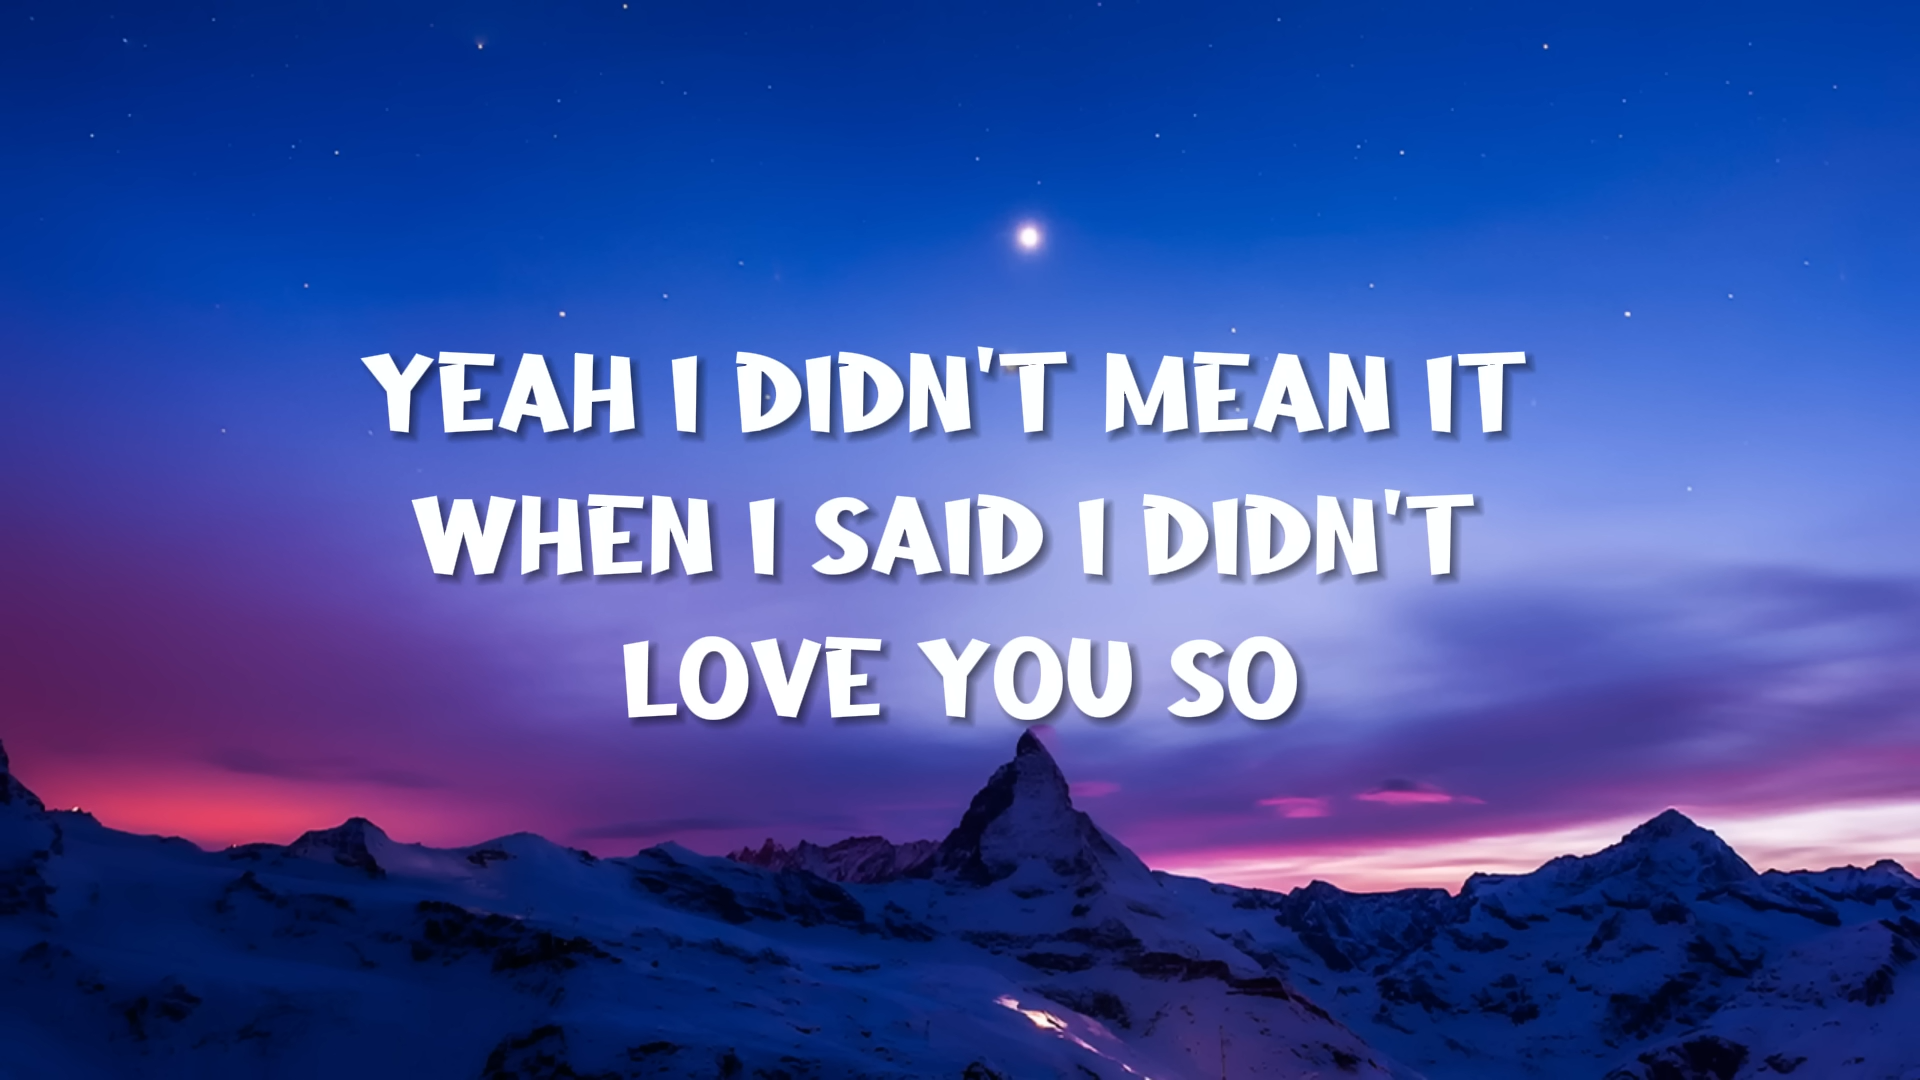 YEAH I DIDN'T MEAN IT
WHEN I SAID I DIDN'T
LOVE YOU SO